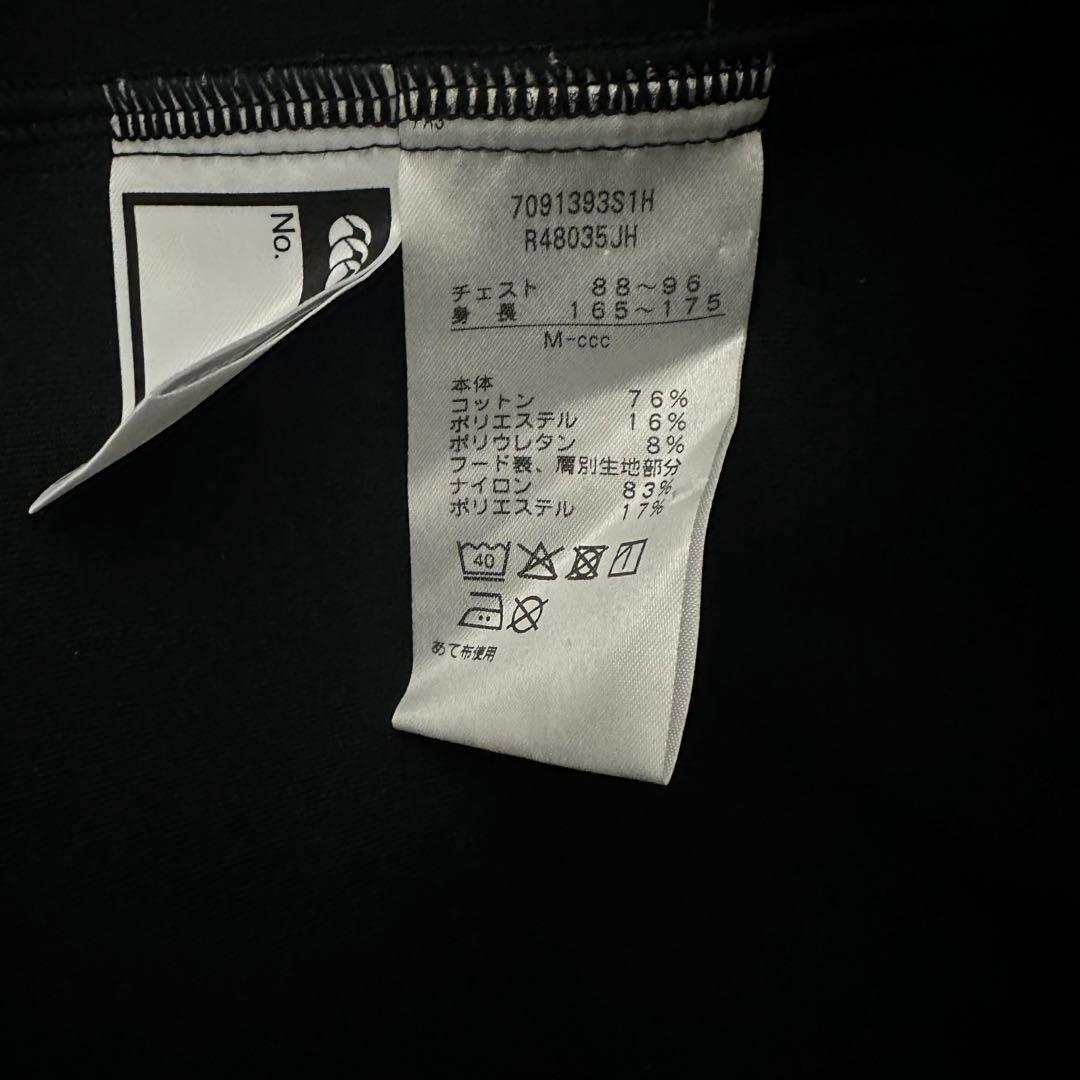 No.
7091393S1H
R48035JH
チェスト 88～96
身長 165～175
M-ccc
本体
コットン 76%
ポリエステル 16%
ポリウレタン 8%
フード表、肩別生地部分
ナイロン 83%
ポリエステル 17%
40
あて布使用